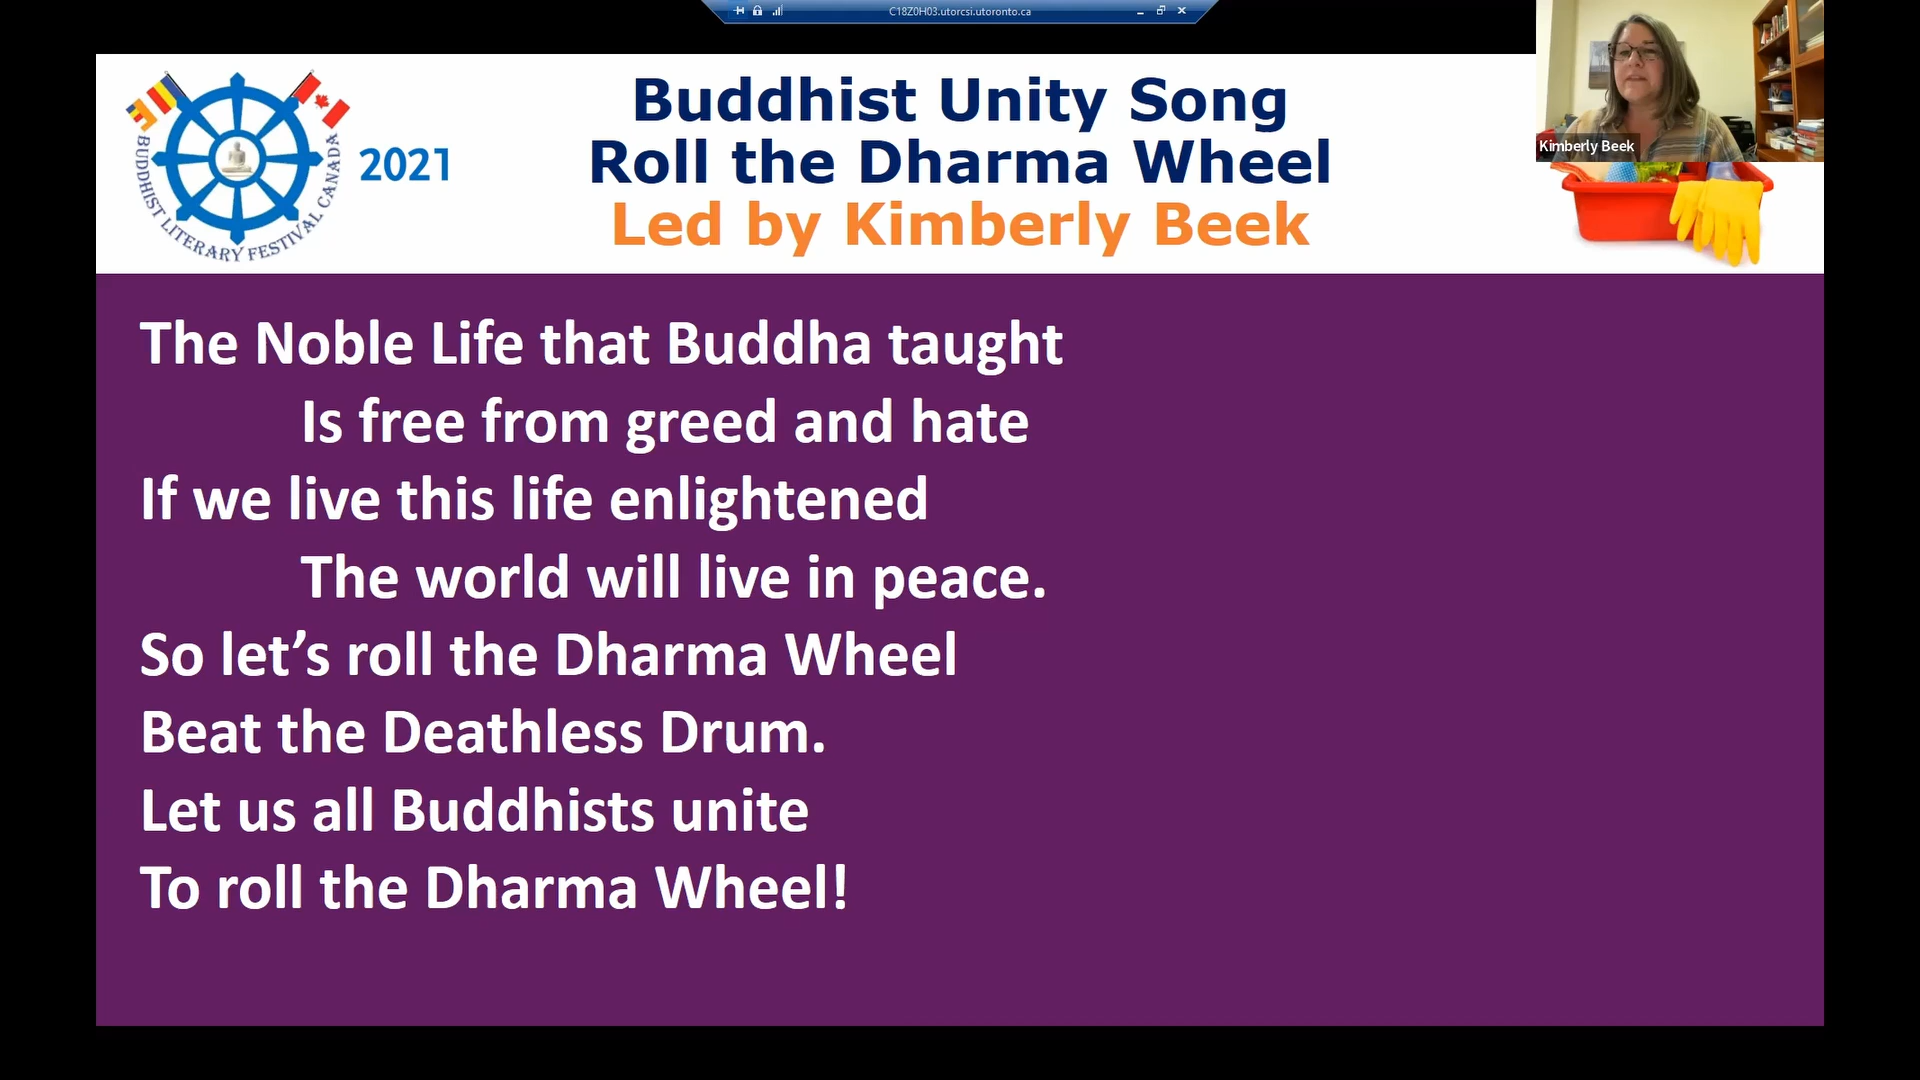 C18Z0H03.utorcsi.utoronto.ca
BUDDHIST LITERARY FESTIVAL CANADA
2021
Buddhist Unity Song
Roll the Dharma Wheel
Led by Kimberly Beek
Kimberly Beek
The Noble Life that Buddha taught
Is free from greed and hate
If we live this life enlightened
The world will live in peace.
So let’s roll the Dharma Wheel
Beat the Deathless Drum.
Let us all Buddhists unite
To roll the Dharma Wheel!